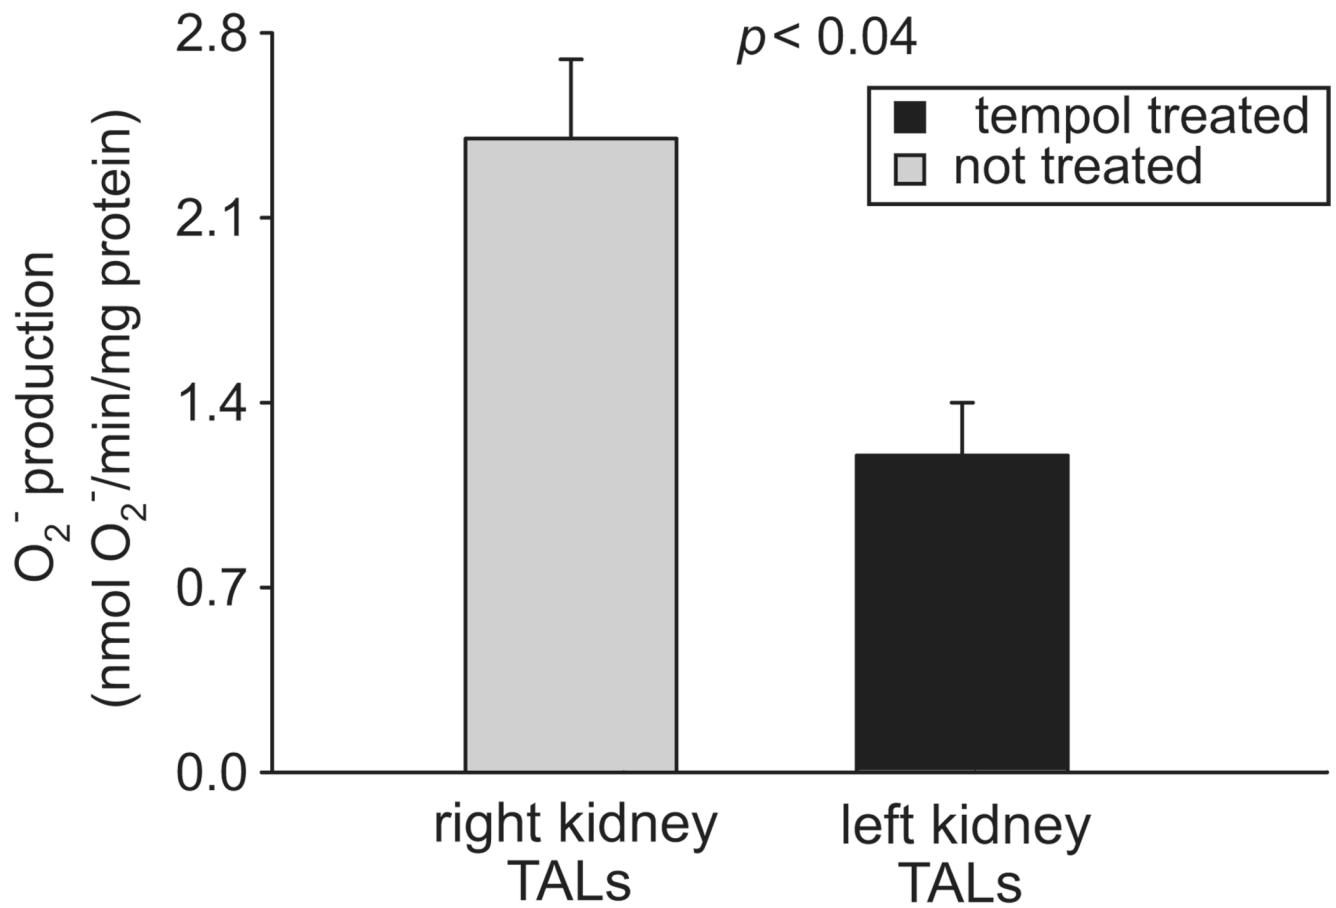 2.8
2.1
1.4
0.7
0.0
O₂⁻ production
(nmol O₂⁻/min/mg protein)
p< 0.04
tempol treated
not treated
right kidney
TALs
left kidney
TALs